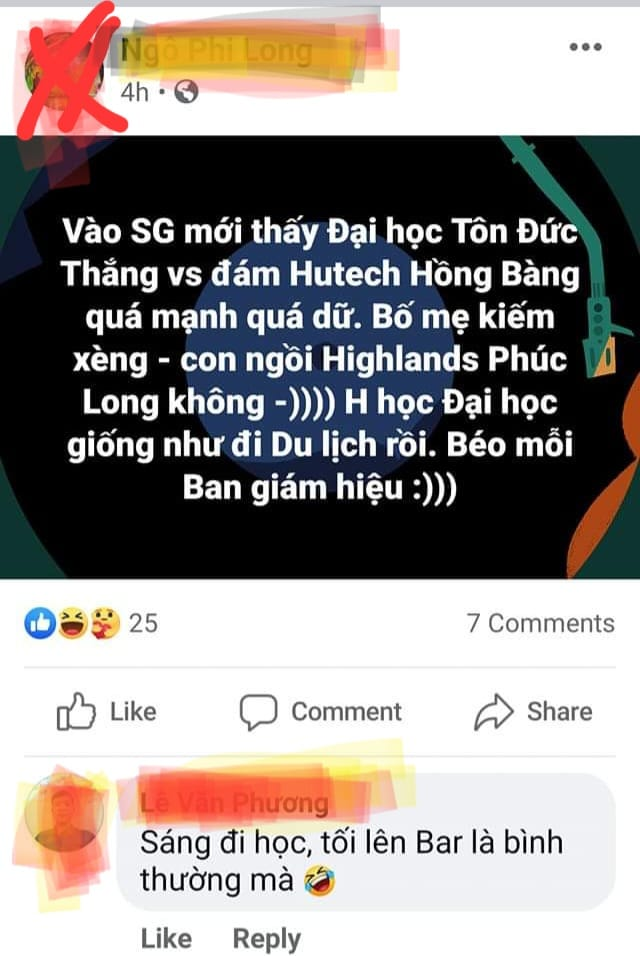 Ngô Phi Long
4h
Vào SG mới thấy Đại học Tôn Đức
Thắng vs đám Hutech Hồng Bàng
quá mạnh quá dữ. Bố mẹ kiếm
xèng - con ngồi Highlands Phúc
Long không -)))) H học Đại học
giống như đi Du lịch rồi. Béo mỗi
Ban giám hiệu :)))
25
7 Comments
Like
Comment
Share
Lê Văn Phương
Sáng đi học, tối lên Bar là bình
thường mà 🤣
Like
Reply